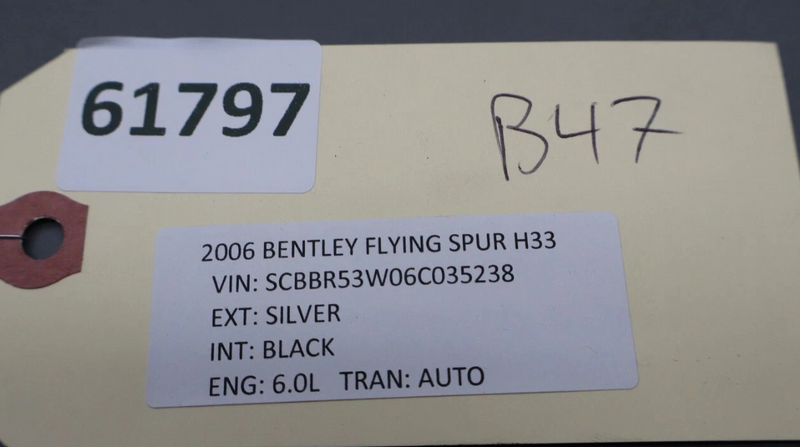 61797
B47
2006 BENTLEY FLYING SPUR H33
VIN: SCBBR53W06C035238
EXT: SILVER
INT: BLACK
ENG: 6.0L TRAN: AUTO